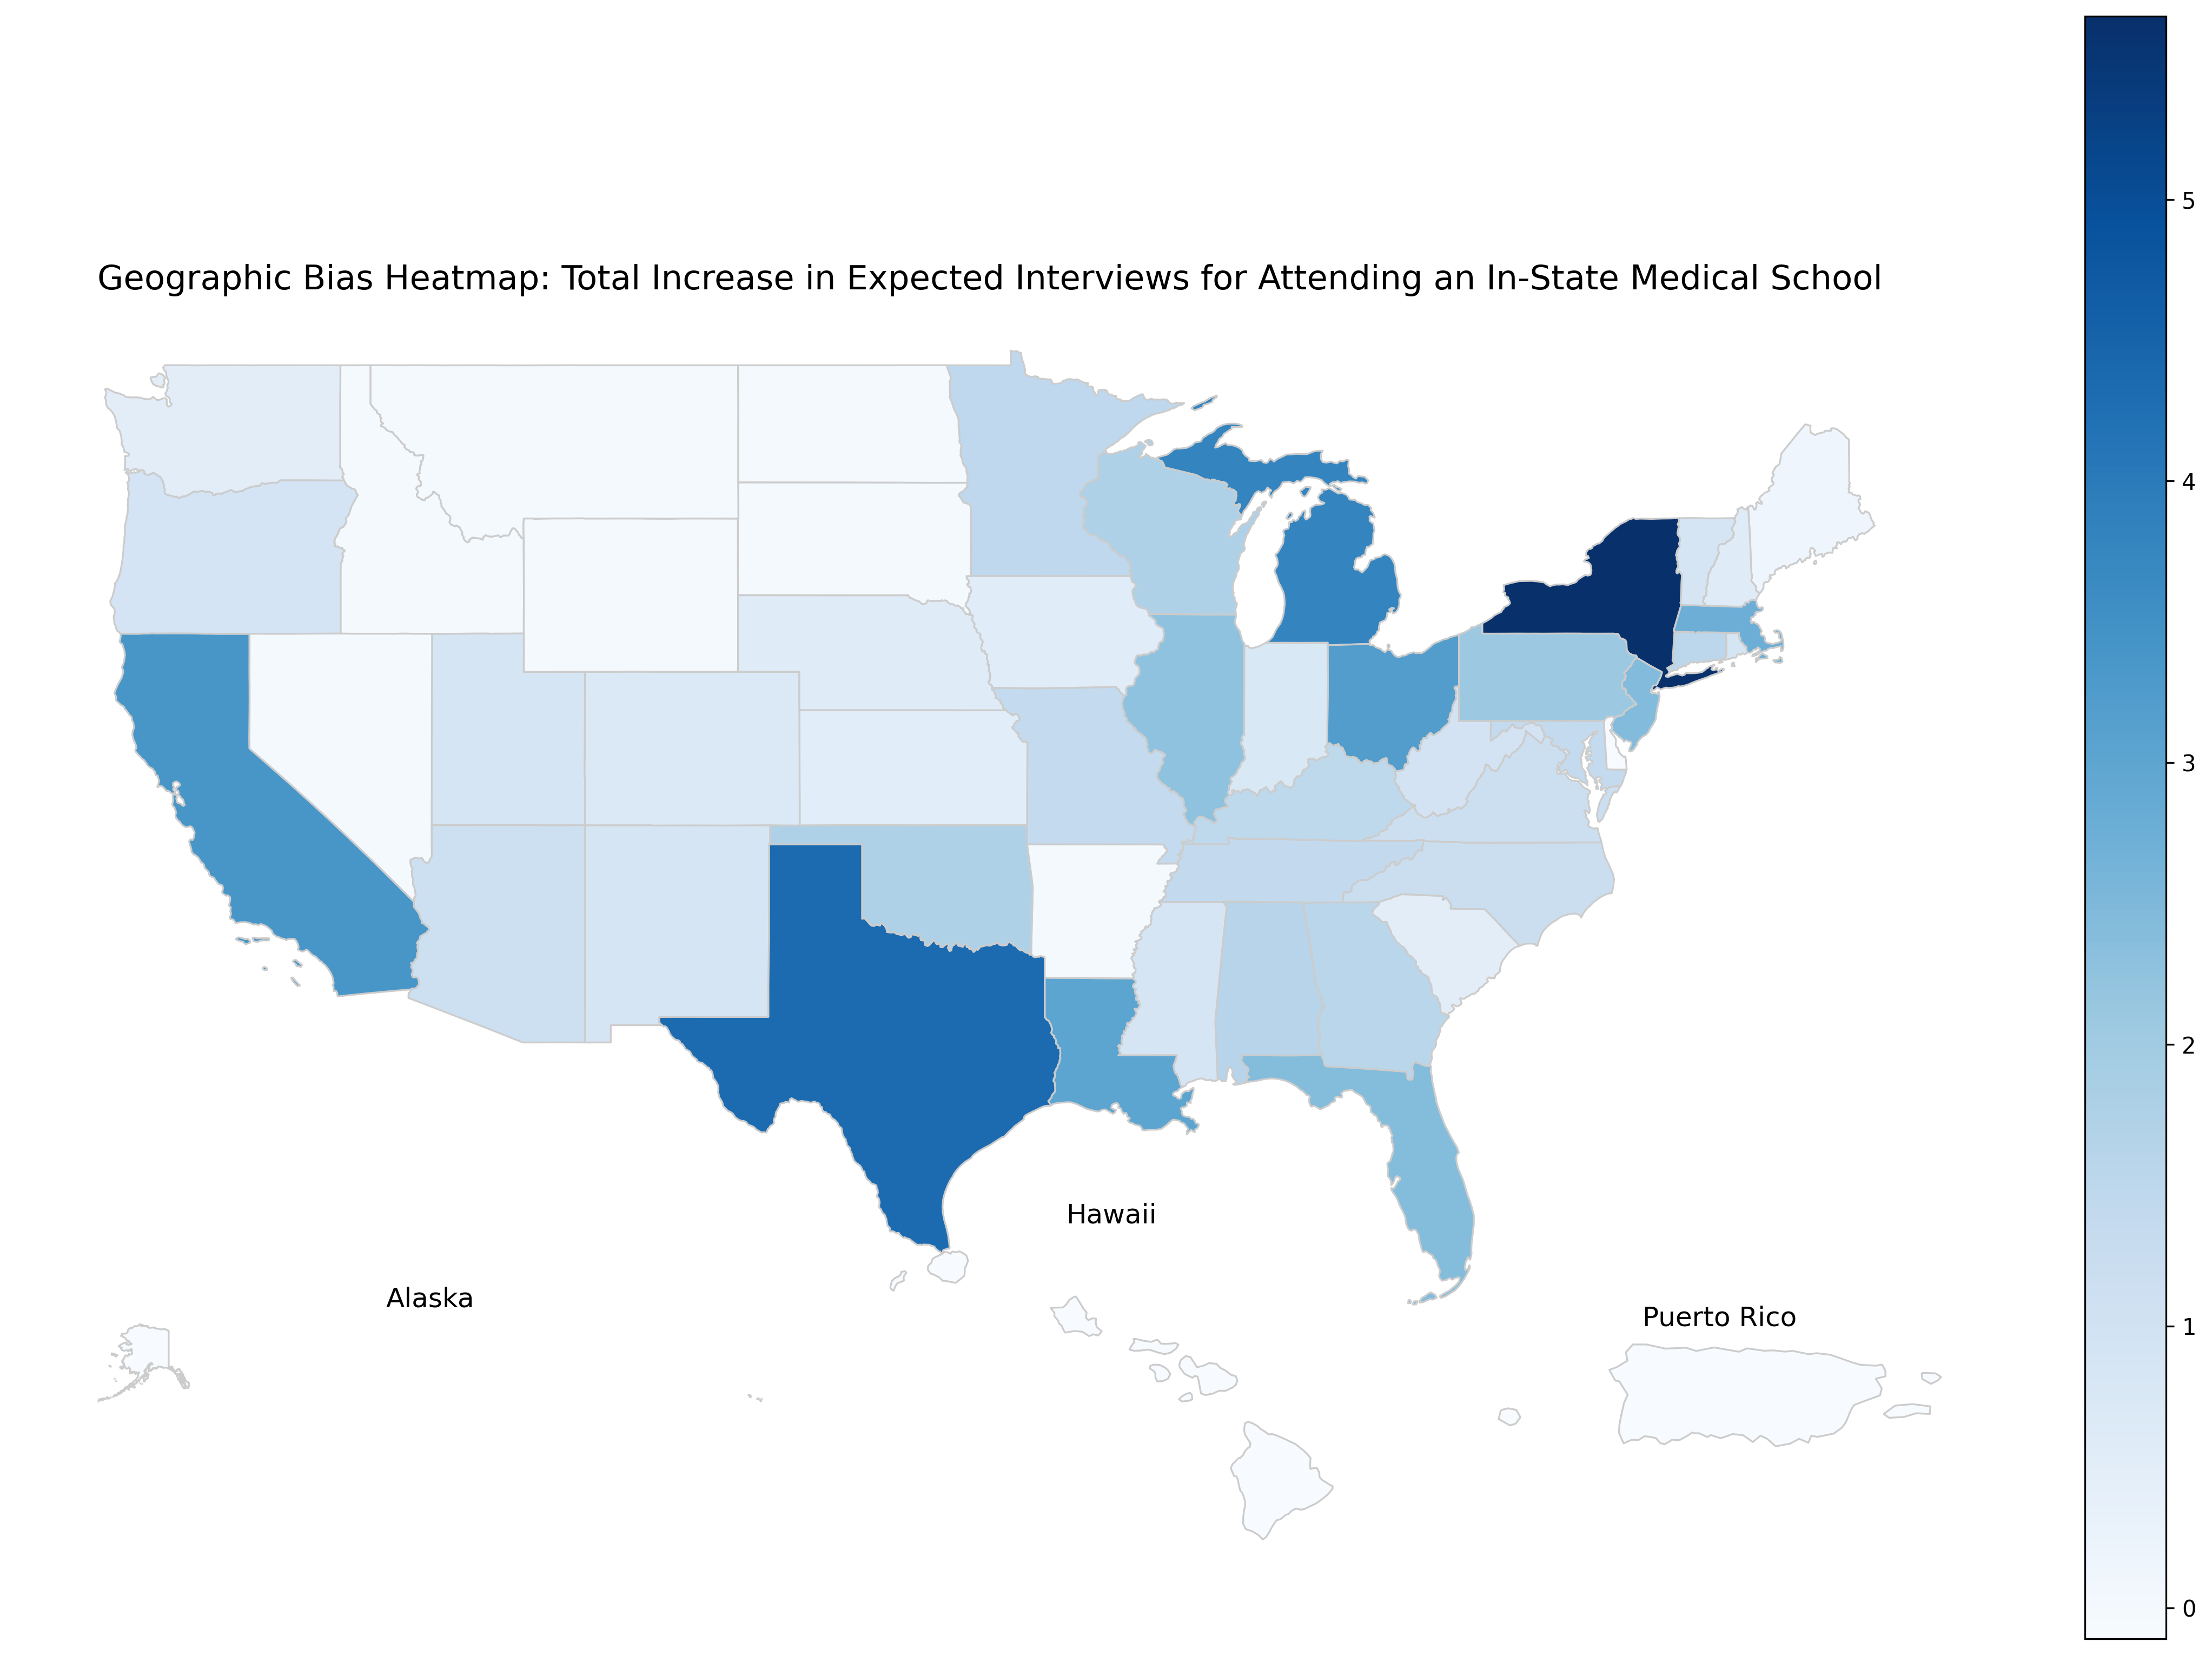 Geographic Bias Heatmap: Total Increase in Expected Interviews for Attending an In-State Medical School
5
4
3
2
1
0
Hawaii
Alaska
Puerto Rico